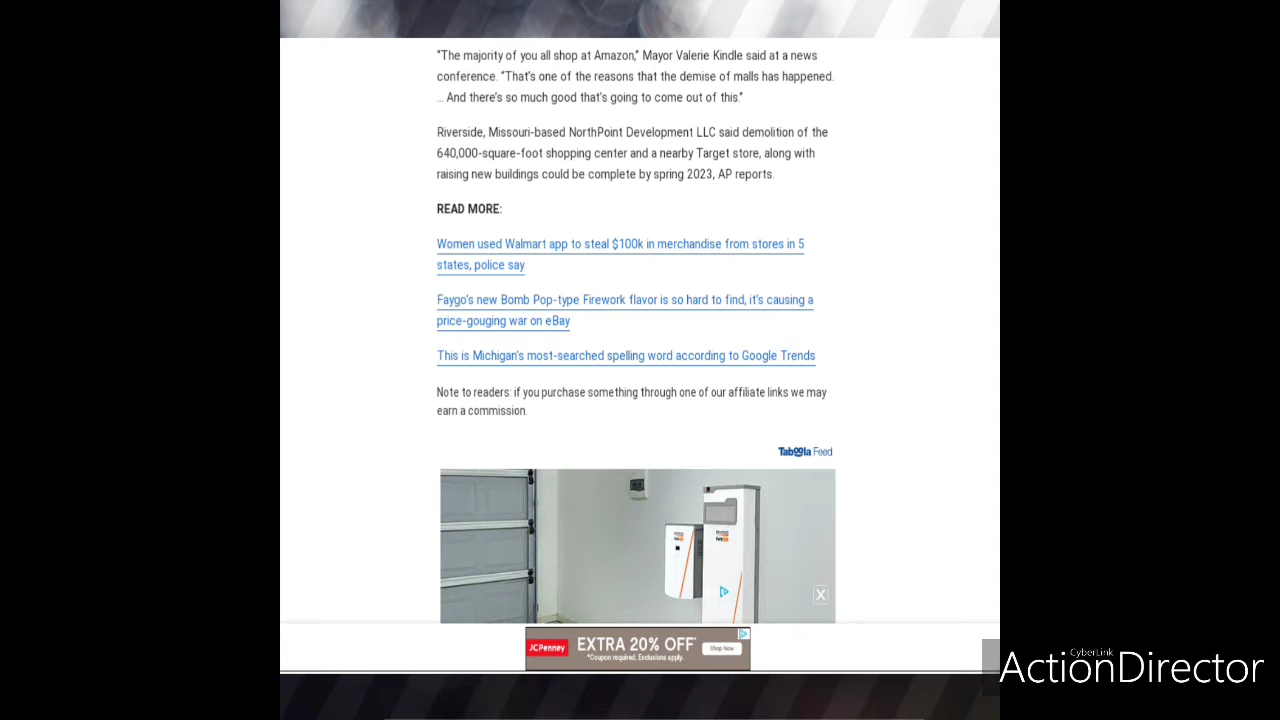 “The majority of you all shop at Amazon,” Mayor Valerie Kindle said at a news
conference. “That’s one of the reasons that the demise of malls has happened.
... And there’s so much good that’s going to come out of this.”
Riverside, Missouri-based NorthPoint Development LLC said demolition of the
640,000-square-foot shopping center and a nearby Target store, along with
raising new buildings could be complete by spring 2023, AP reports.
READ MORE:
Women used Walmart app to steal $100k in merchandise from stores in 5
states, police say
Faygo’s new Bomb Pop-type Firework flavor is so hard to find, it’s causing a
price-gouging war on eBay
This is Michigan’s most-searched spelling word according to Google Trends
Note to readers: if you purchase something through one of our affiliate links we may
earn a commission.
Taboola Feed
X
JCPenney
EXTRA 20% OFF*
*Coupon required. Exclusions apply.
Shop Now
CyberLink
ActionDirector